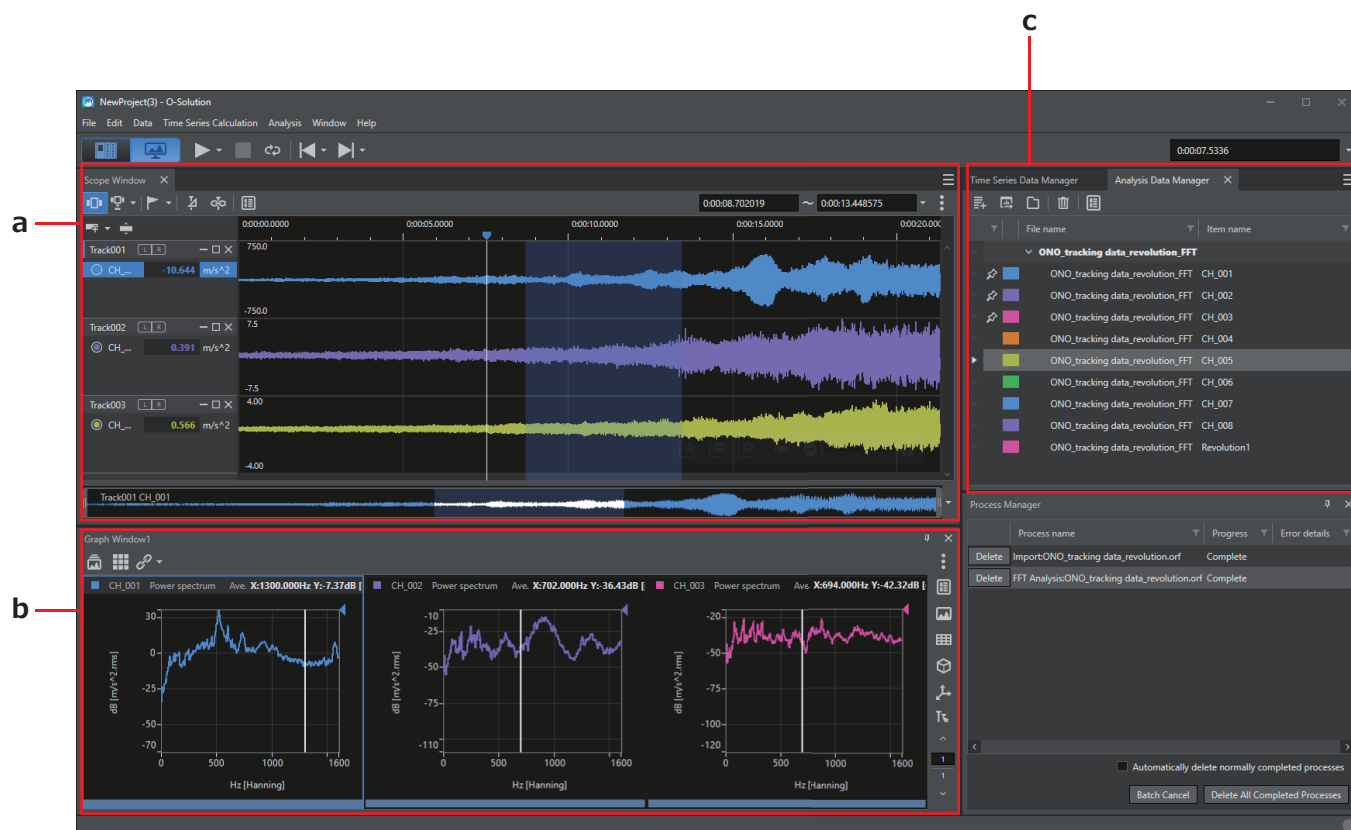 c
NewProject(3) - O-Solution
File Edit Data Time Series Calculation Analysis Window Help
0:00:07.5336
a
Scope Window
0:00:08.702019 ~ 0:00:13.448575
0:00:00.0000 0:00:05.0000 0:00:10.0000 0:00:15.0000 0:00:20.000
Track001 L R
750.0
CH_... -10.644 m/s^2
-750.0
Track002 L R
7.5
CH_... 0.391 m/s^2
-7.5
Track003 L R
4.00
CH_... 0.566 m/s^2
-4.00
Track001 CH_001
Time Series Data Manager Analysis Data Manager
File name Item name
ONO_tracking data_revolution_FFT
ONO_tracking data_revolution_FFT CH_001
ONO_tracking data_revolution_FFT CH_002
ONO_tracking data_revolution_FFT CH_003
ONO_tracking data_revolution_FFT CH_004
ONO_tracking data_revolution_FFT CH_005
ONO_tracking data_revolution_FFT CH_006
ONO_tracking data_revolution_FFT CH_007
ONO_tracking data_revolution_FFT CH_008
ONO_tracking data_revolution_FFT Revolution1
b
Graph Window1
CH_001 Power spectrum Ave. X:1300.000Hz Y:-7.37dB [
30
0
-25
-50
-70
dB [m/s^2.rms]
0 500 1000 1600
Hz [Hanning]
CH_002 Power spectrum Ave. X:702.000Hz Y:-36.43dB [
-10
-25
-50
-75
-110
dB [m/s^2.rms]
0 500 1000 1600
Hz [Hanning]
CH_003 Power spectrum Ave. X:694.000Hz Y:-42.32dB [
-20
-50
-75
-100
-120
dB [m/s^2.rms]
0 500 1000 1600
Hz [Hanning]
1
1
Process Manager
Process name Progress Error details
Delete Import:ONO_tracking data_revolution.orf Complete
Delete FFT Analysis:ONO_tracking data_revolution.orf Complete
Automatically delete normally completed processes
Batch Cancel Delete All Completed Processes